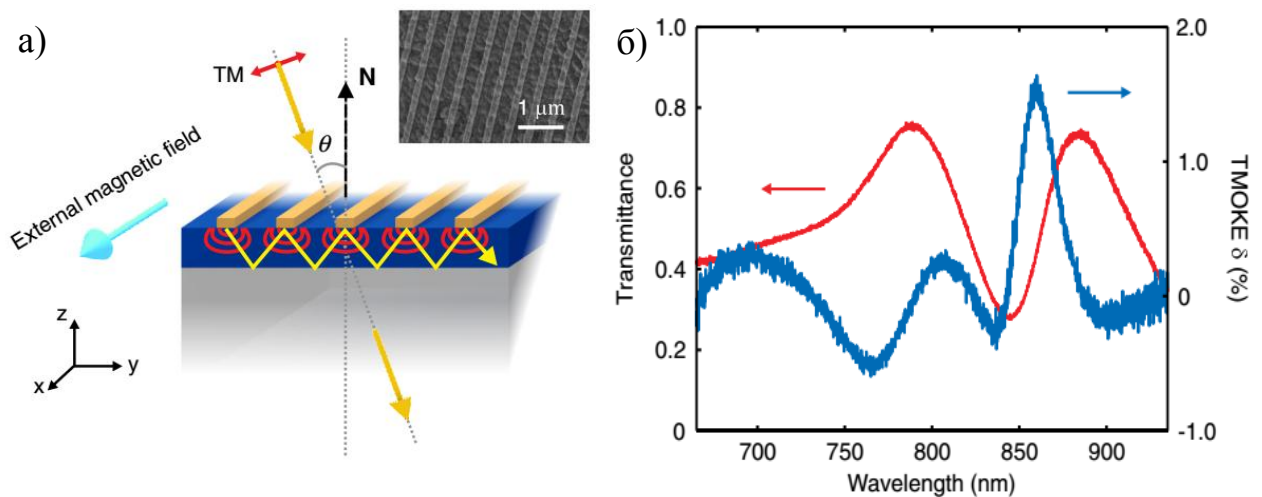 а)
TM
N
θ
1 μm
External magnetic field
z
y
x
б)
1.0
0.8
0.6
0.4
0.2
0
Transmittance
2.0
1.0
0
-1.0
TMOKE δ (%)
700
750
800
850
900
Wavelength (nm)